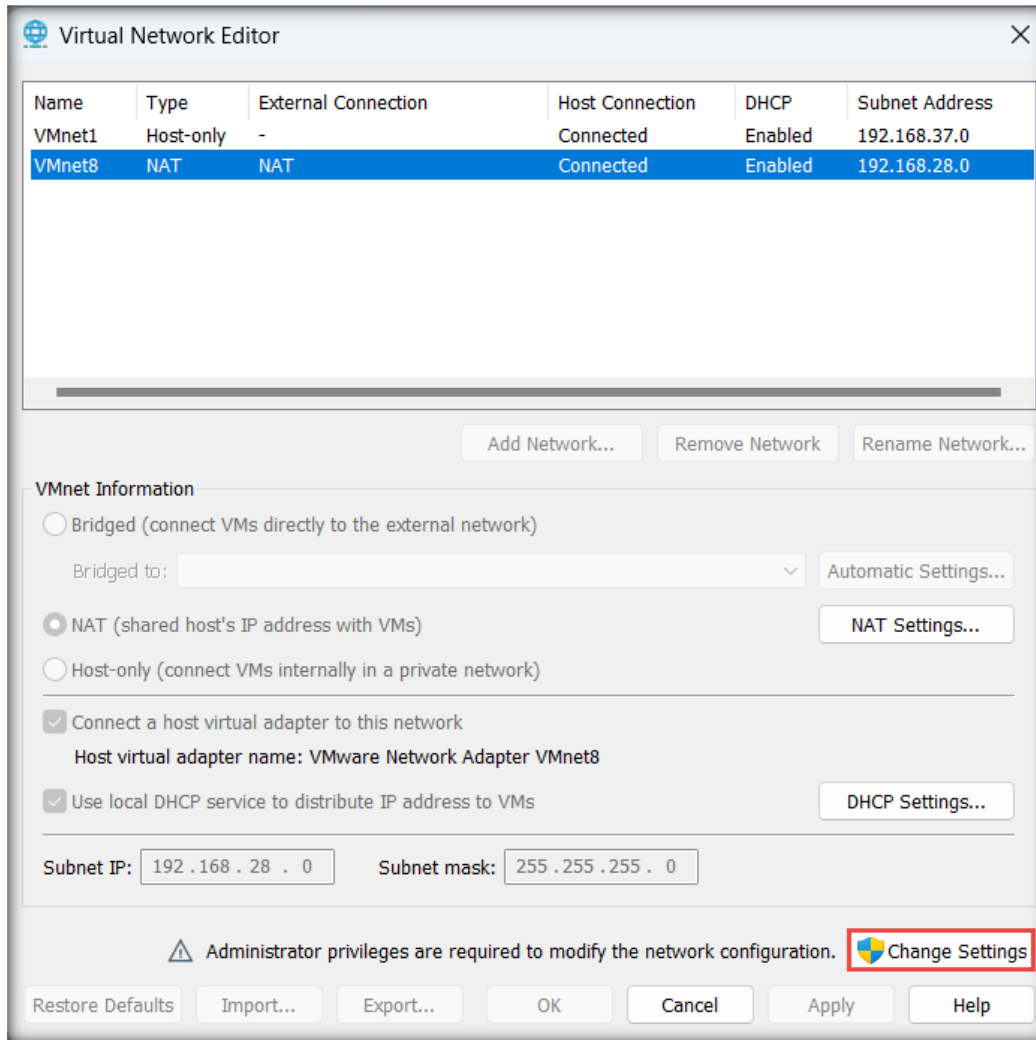 Virtual Network Editor
Name Type External Connection Host Connection DHCP Subnet Address
VMnet1 Host-only - Connected Enabled 192.168.37.0
VMnet8 NAT NAT Connected Enabled 192.168.28.0
Add Network... Remove Network Rename Network...
VMnet Information
Bridged (connect VMs directly to the external network)
Bridged to: Automatic Settings...
NAT (shared host's IP address with VMs) NAT Settings...
Host-only (connect VMs internally in a private network)
Connect a host virtual adapter to this network
Host virtual adapter name: VMware Network Adapter VMnet8
Use local DHCP service to distribute IP address to VMs DHCP Settings...
Subnet IP: 192 . 168 . 28 . 0 Subnet mask: 255 . 255 . 255 . 0
Administrator privileges are required to modify the network configuration. Change Settings
Restore Defaults Import... Export... OK Cancel Apply Help